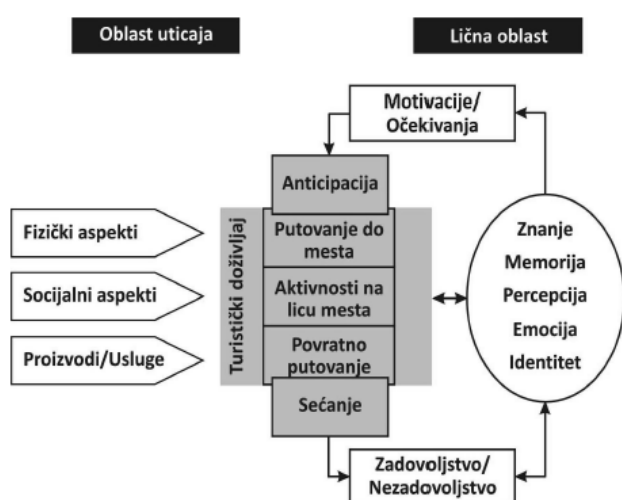 Oblast uticaja
Lična oblast
Motivacije/
Očekivanja
Anticipacija
Fizički aspekti
Socijalni aspekti
Proizvodi/Usluge
Turistički doživljaj
Putovanje do
mesta
Aktivnosti na
licu mesta
Povratno
putovanje
Sećanje
Znanje
Memorija
Percepcija
Emocija
Identitet
Zadovoljstvo/
Nezadovoljstvo